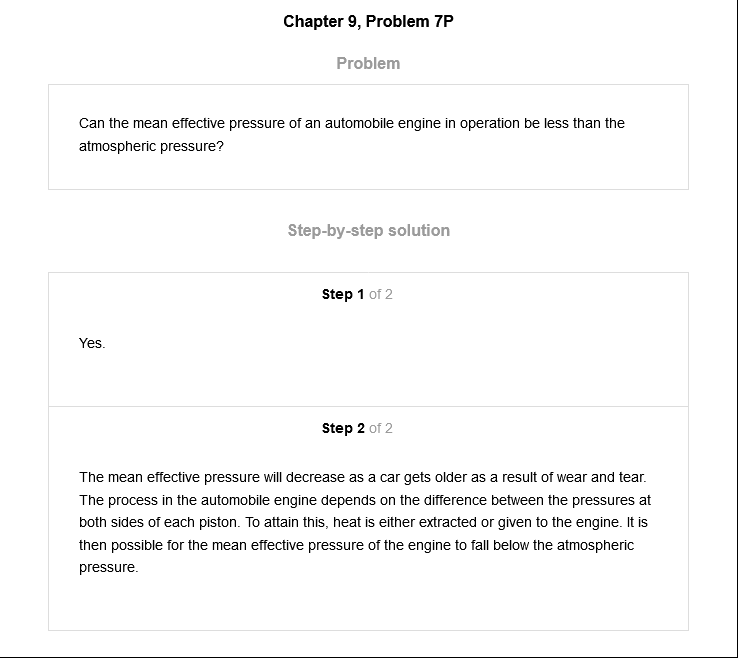 Chapter 9, Problem 7P
Problem
Can the mean effective pressure of an automobile engine in operation be less than the
atmospheric pressure?
Step-by-step solution
Step 1 of 2
Yes.
Step 2 of 2
The mean effective pressure will decrease as a car gets older as a result of wear and tear.
The process in the automobile engine depends on the difference between the pressures at
both sides of each piston. To attain this, heat is either extracted or given to the engine. It is
then possible for the mean effective pressure of the engine to fall below the atmospheric
pressure.